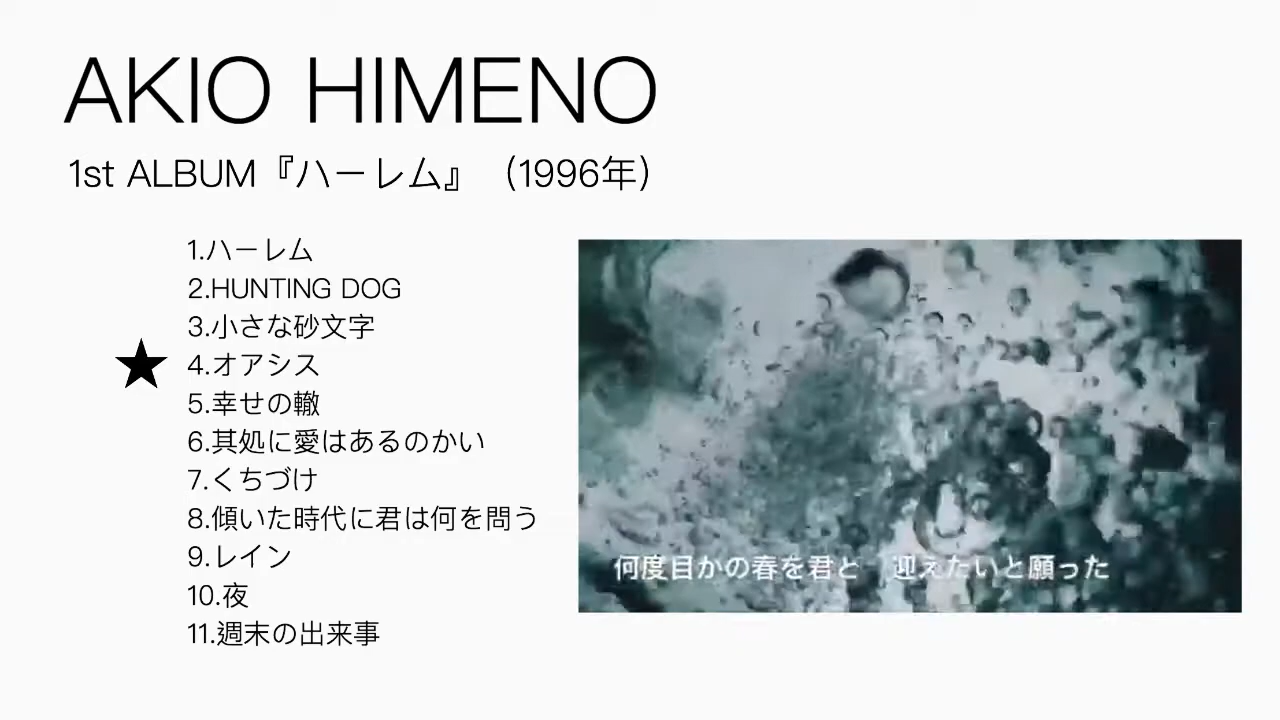 AKIO HIMENO
1st ALBUM『ハーレム』（1996年）
1.ハーレム
2.HUNTING DOG
3.小さな砂文字
★ 4.オアシス
5.幸せの轍
6.其処に愛はあるのかい
7.くちづけ
8.傾いた時代に君は何を問う
9.レイン
10.夜
11.週末の出来事
何度目かの春を君と　迎えたいと願った